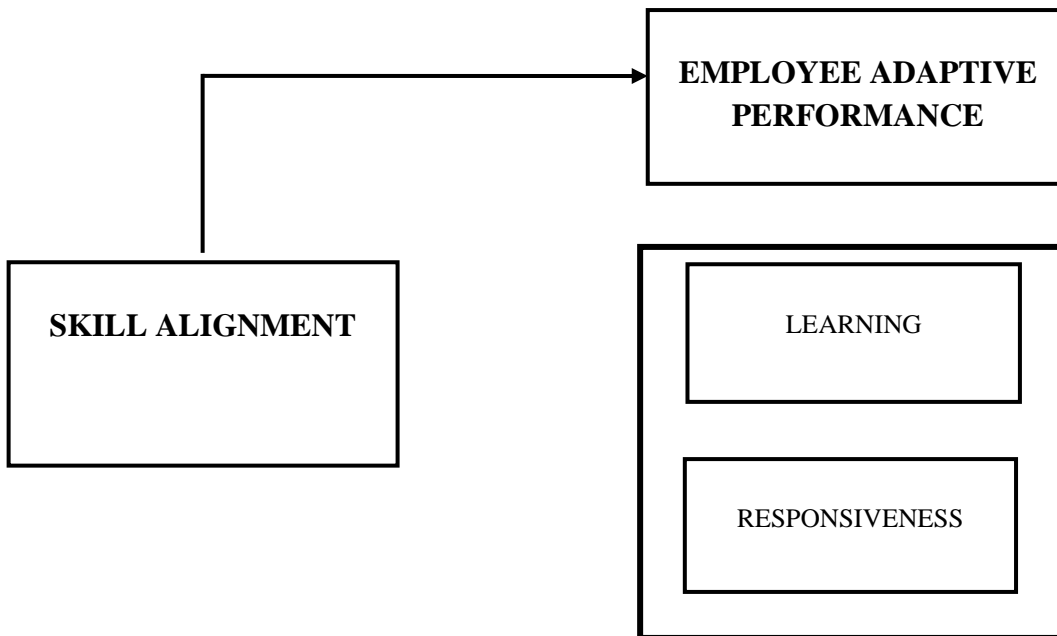 EMPLOYEE ADAPTIVE
PERFORMANCE
SKILL ALIGNMENT
LEARNING
RESPONSIVENESS